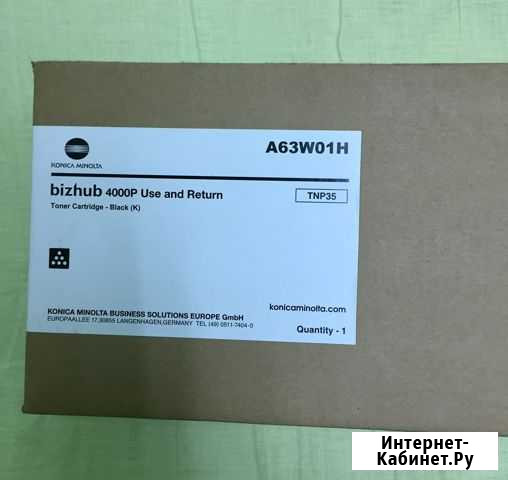 KONICA MINOLTA
A63W01H
bizhub 4000P Use and Return
TNP35
Toner Cartridge - Black (K)
KONICA MINOLTA BUSINESS SOLUTIONS EUROPE GmbH
EUROPAALLEE 17,30855 LANGENHAGEN,GERMANY TEL (49) 0511-7404-0
konicaminolta.com
Quantity - 1
Интернет-
Кабинет.Ру